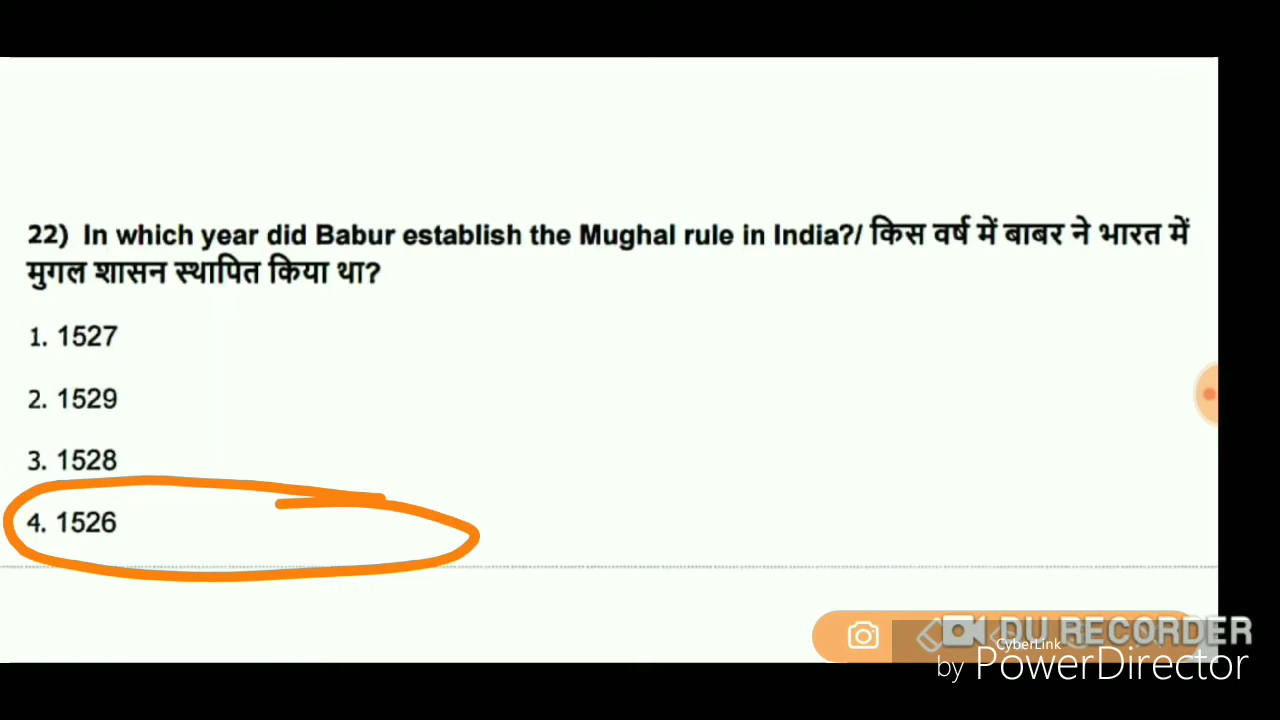 22) In which year did Babur establish the Mughal rule in India?/ किस वर्ष में बाबर ने भारत में
मुगल शासन स्थापित किया था?
1. 1527
2. 1529
3. 1528
4. 1526
DU RECORDER
CyberLink
by PowerDirector